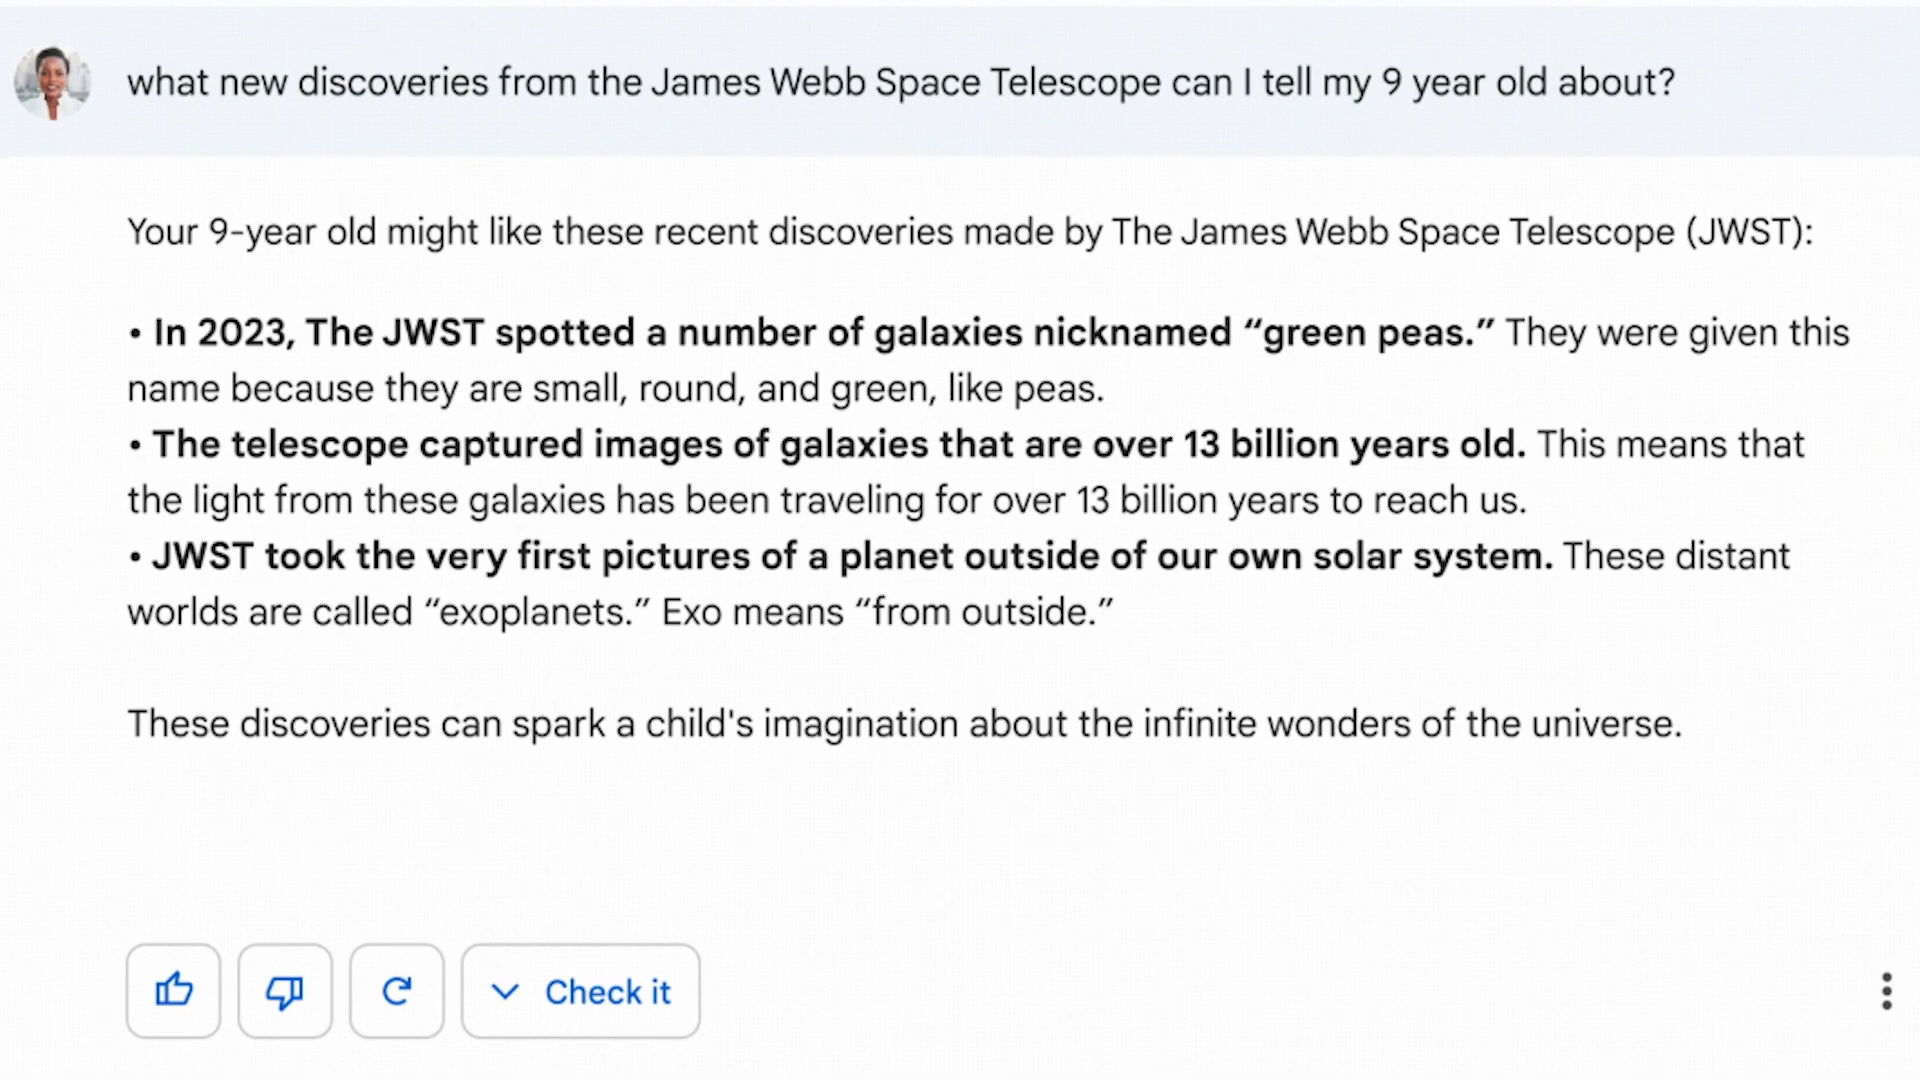 what new discoveries from the James Webb Space Telescope can I tell my 9 year old about?
Your 9-year old might like these recent discoveries made by The James Webb Space Telescope (JWST):
• In 2023, The JWST spotted a number of galaxies nicknamed “green peas.” They were given this
name because they are small, round, and green, like peas.
• The telescope captured images of galaxies that are over 13 billion years old. This means that
the light from these galaxies has been traveling for over 13 billion years to reach us.
• JWST took the very first pictures of a planet outside of our own solar system. These distant
worlds are called “exoplanets.” Exo means “from outside.”
These discoveries can spark a child's imagination about the infinite wonders of the universe.
Check it